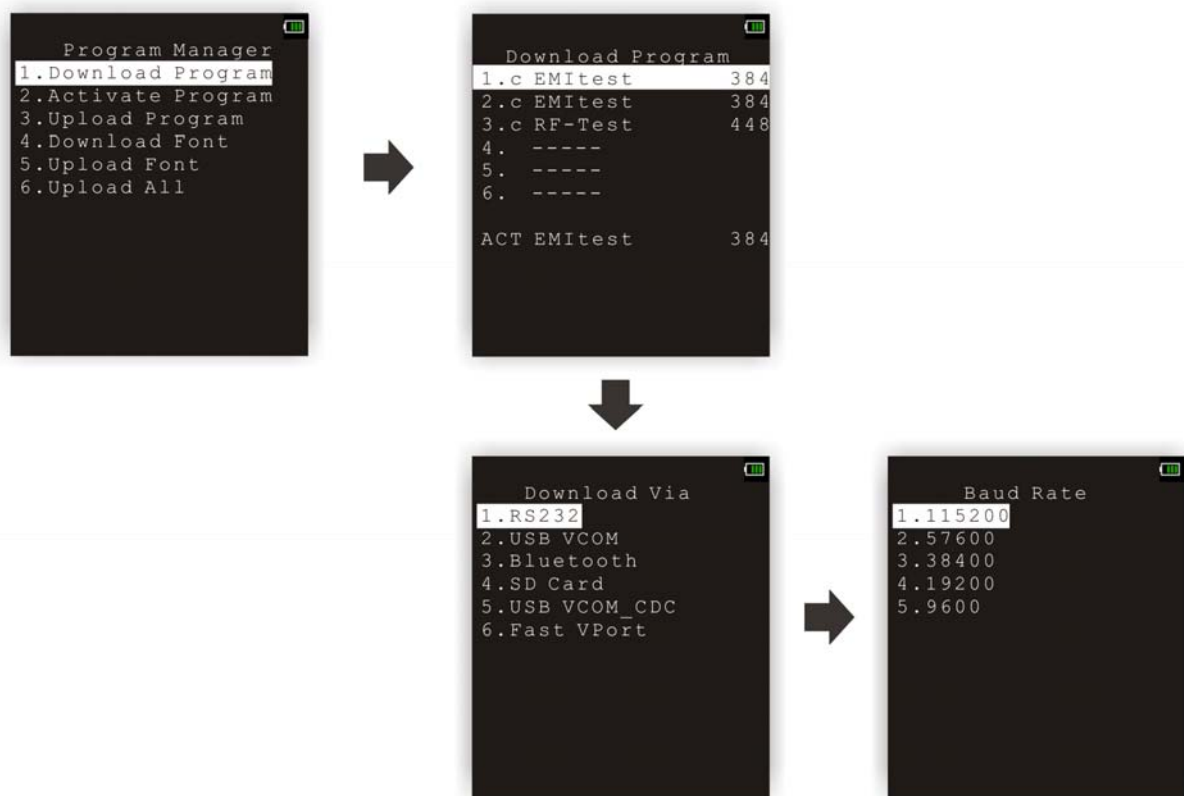 Program Manager
1.Download Program
2.Activate Program
3.Upload Program
4.Download Font
5.Upload Font
6.Upload All
Download Program
1.c EMItest 384
2.c EMItest 384
3.c RF-Test 448
4. -----
5. -----
6. -----
ACT EMItest 384
Download Via
1.RS232
2.USB VCOM
3.Bluetooth
4.SD Card
5.USB VCOM_CDC
6.Fast VPort
Baud Rate
1.115200
2.57600
3.38400
4.19200
5.9600